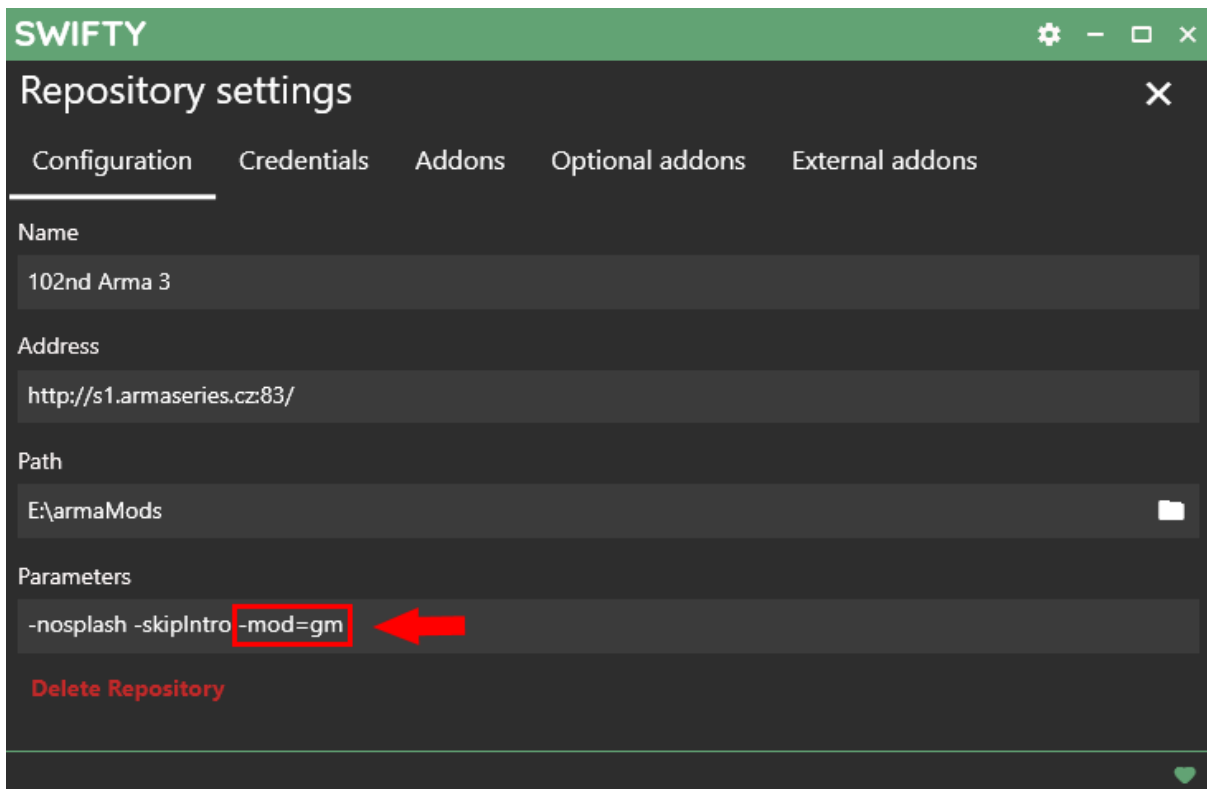 SWIFTY
Repository settings
Configuration Credentials Addons Optional addons External addons
Name
102nd Arma 3
Address
http://s1.armaseries.cz:83/
Path
E:\armaMods
Parameters
-nosplash -skipIntro -mod=gm
Delete Repository